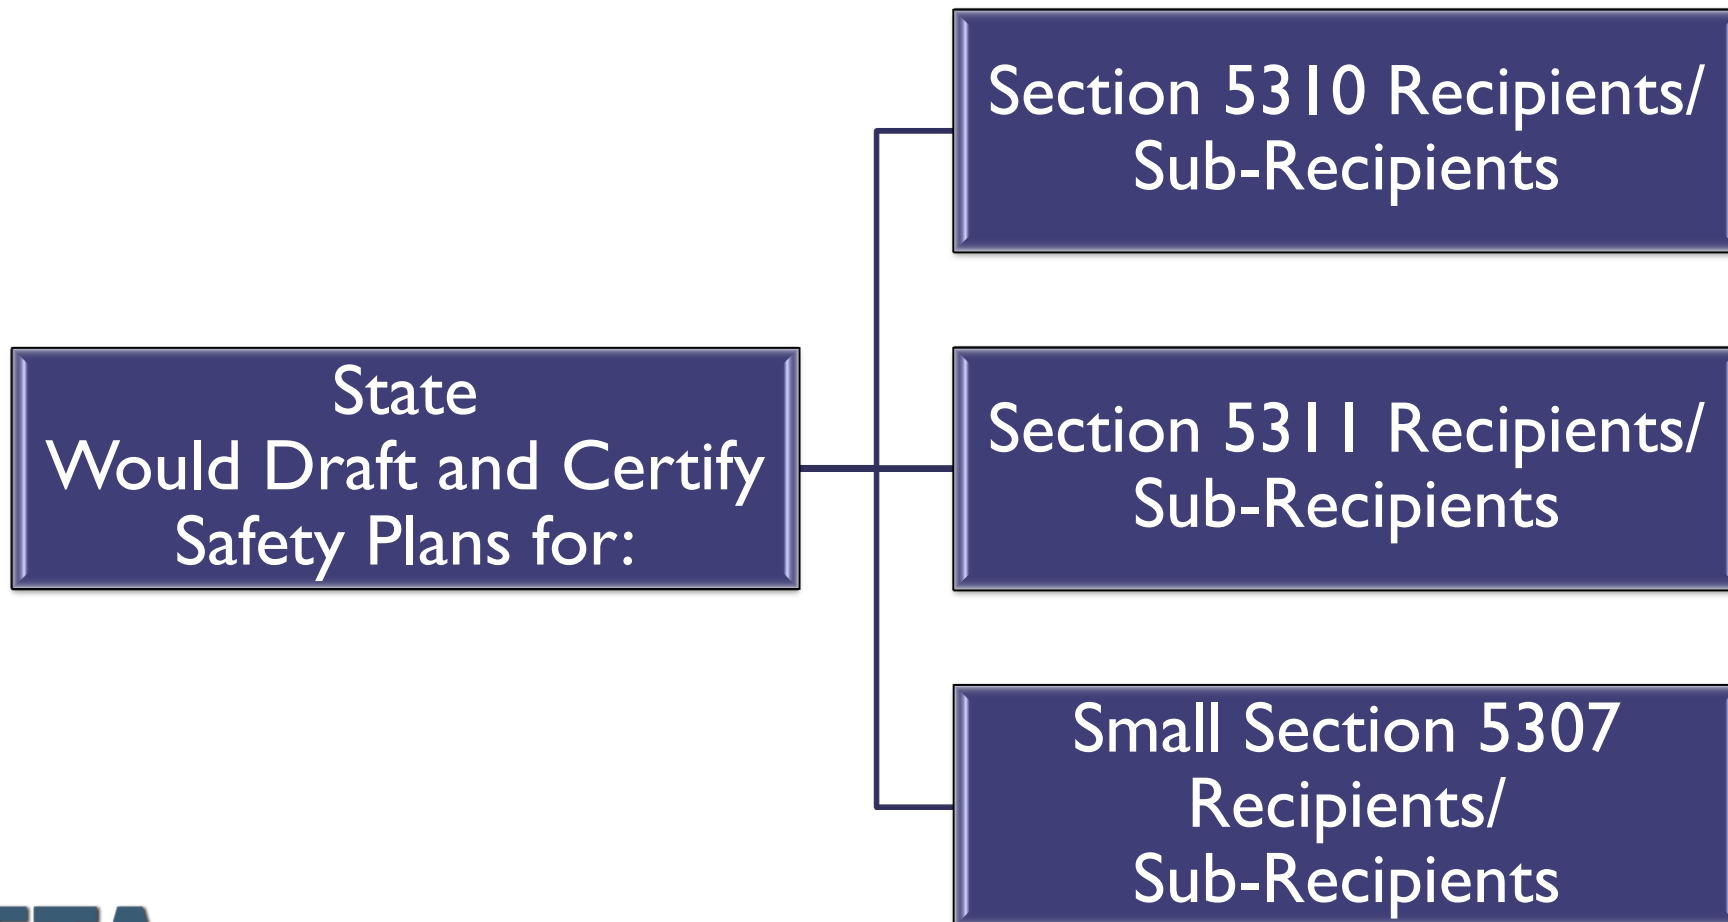 Section 5310 Recipients/
Sub-Recipients
State
Would Draft and Certify
Safety Plans for:
Section 5311 Recipients/
Sub-Recipients
Small Section 5307
Recipients/
Sub-Recipients